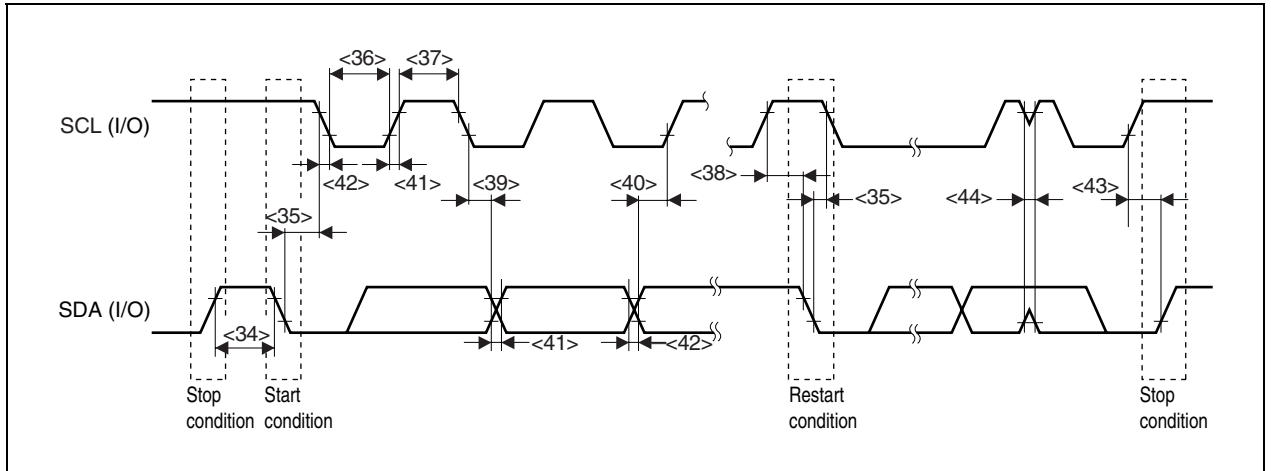 <36>
<37>
SCL (I/O)
<42>
<41>
<39>
<40>
<38>
<35>
<44>
<43>
<35>
SDA (I/O)
<34>
<41>
<42>
Stop
condition
Start
condition
Restart
condition
Stop
condition